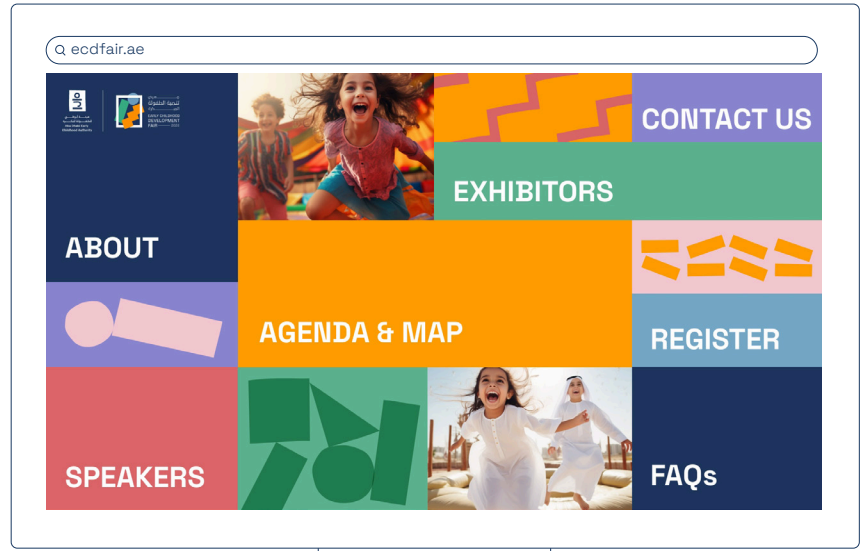 ecdfair.ae
EARLY CHILDHOOD
DEVELOPMENT
FAIR
CONTACT US
EXHIBITORS
ABOUT
AGENDA & MAP
REGISTER
SPEAKERS
FAQs